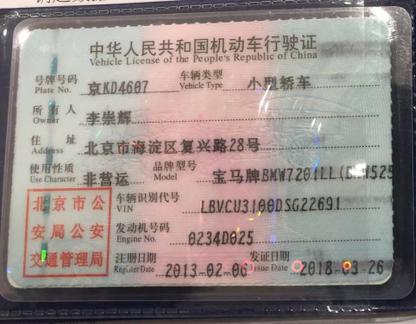 中华人民共和国机动车行驶证
Vehicle License of the People's Republic of China
号牌号码 京KD4607 车辆类型 小型轿车
Plate No. Vehicle Type
所有人 李崇辉
Owner
住址 北京市海淀区复兴路28号
Address
使用性质 非营运 品牌型号 宝马牌BMW7201LL(BMW525
Use Character Model
北京市公
安局公安
交通管理局
车辆识别代号 LBVCU3100DSG22691
VIN
发动机号码 0234D025
Engine No.
注册日期 2013-02-06 发证日期 2018-03-26
Register Date Issue Date